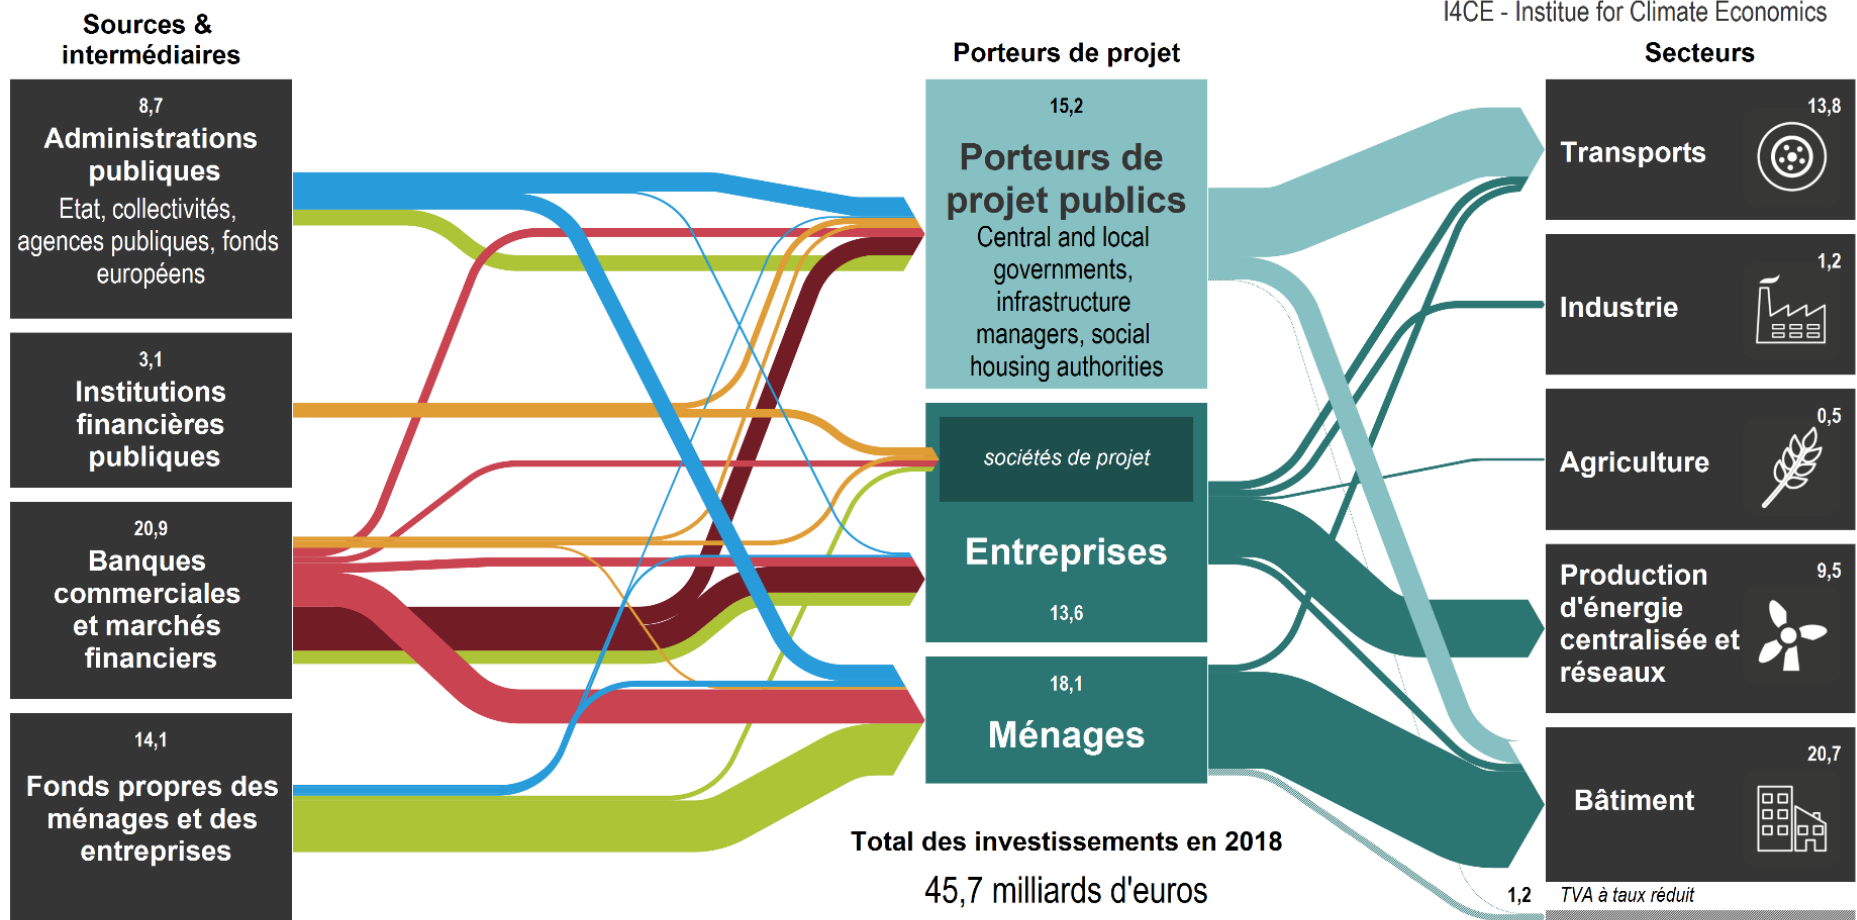 I4CE - Institue for Climate Economics
Sources &
intermédiaires
8,7
Administrations
publiques
Etat, collectivités,
agences publiques, fonds
européens
3,1
Institutions
financières
publiques
20,9
Banques
commerciales
et marchés
financiers
14,1
Fonds propres des
ménages et des
entreprises
Porteurs de projet
15,2
Porteurs de
projet publics
Central and local
governments,
infrastructure
managers, social
housing authorities
sociétés de projet
Entreprises
13,6
18,1
Ménages
Total des investissements en 2018
45,7 milliards d'euros
Secteurs
13,8
Transports
1,2
Industrie
0,5
Agriculture
9,5
Production
d'énergie
centralisée et
réseaux
20,7
Bâtiment
1,2 TVA à taux réduit